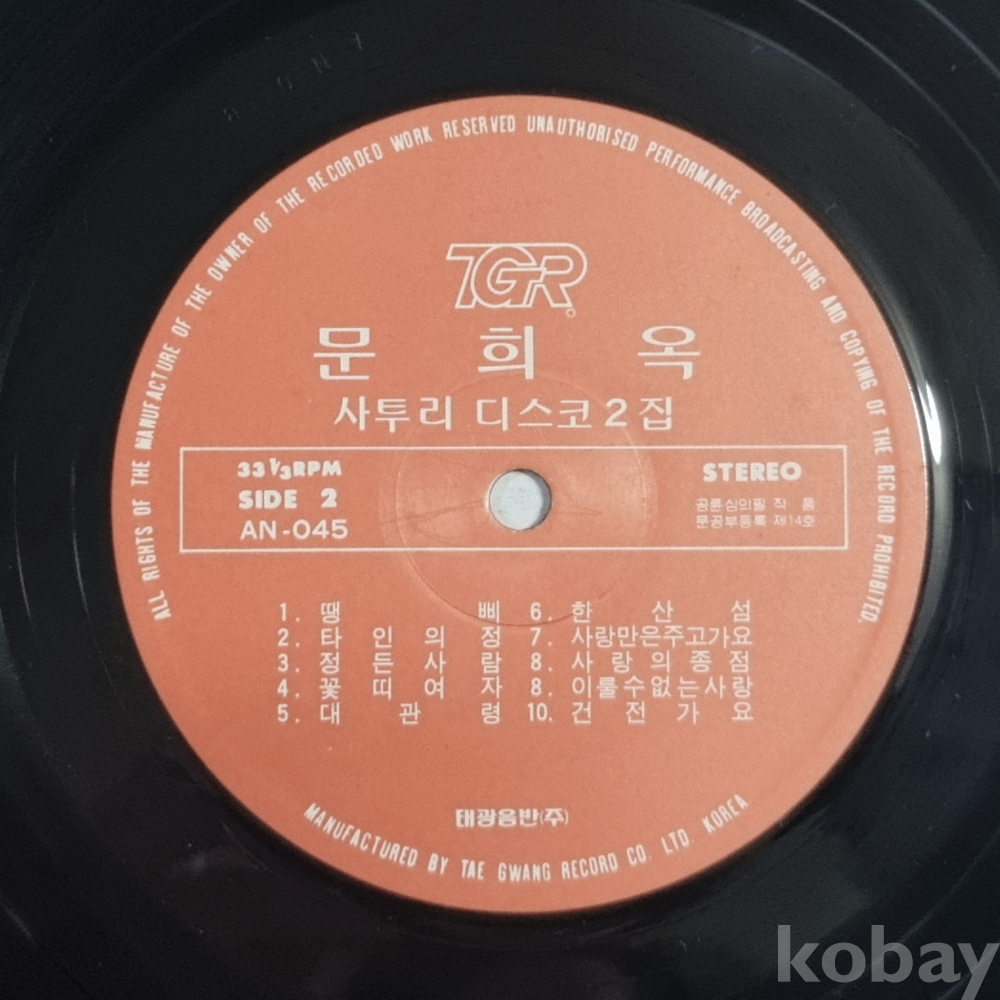 ALL RIGHTS OF THE MANUFACTURE OF THE OWNER OF THE RECORDED WORK RESERVED UNAUTHORISED PERFORMANCE BROADCASTING AND COPYING OF THE RECORD PROHIBITED.
TGR
문 희 옥
사투리 디스코 2 집
33 1/3 RPM
SIDE 2
AN-045
STEREO
공륜심의필 작 품
문공부등록 제14호
1. 땡 삐
2. 타 인 의 정
3. 정 든 사 람
4. 꽃 띠 여 자
5. 대 관 령
6. 한 산 섬
7. 사랑만은주고가요
8. 사 랑 의 종 점
8. 이룰수없는사랑
10. 건 전 가 요
태광음반(주)
MANUFACTURED BY TAE GWANG RECORD CO. LTD. KOREA
kobay